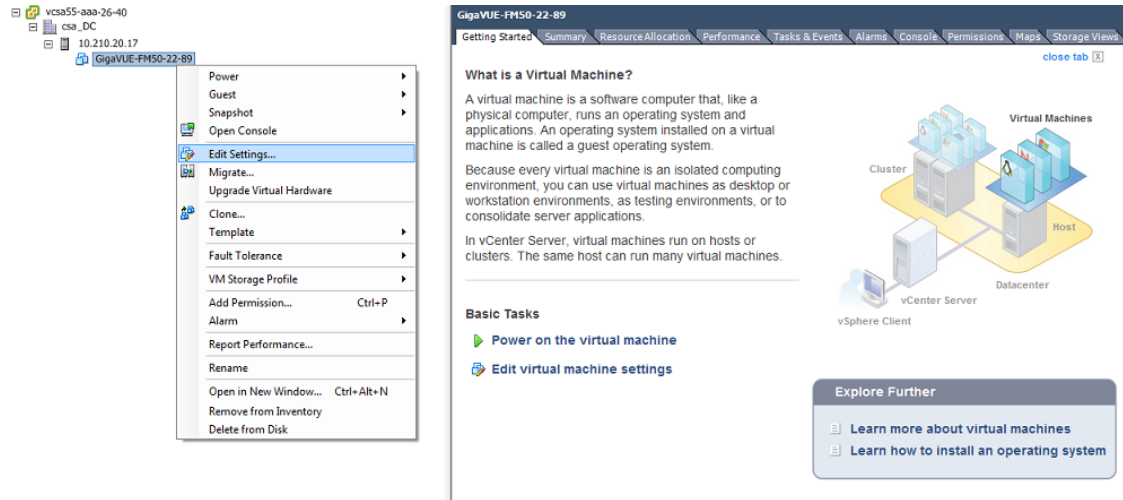 vcsa55-aaa-26-40
csa_DC
10.210.20.17
GigaVUE-FM50-22-89
Power
Guest
Snapshot
Open Console
Edit Settings...
Migrate...
Upgrade Virtual Hardware
Clone...
Template
Fault Tolerance
VM Storage Profile
Add Permission... Ctrl+P
Alarm
Report Performance...
Rename
Open in New Window... Ctrl+Alt+N
Remove from Inventory
Delete from Disk
GigaVUE-FM50-22-89
Getting Started Summary Resource Allocation Performance Tasks & Events Alarms Console Permissions Maps Storage Views
close tab X
What is a Virtual Machine?
A virtual machine is a software computer that, like a
physical computer, runs an operating system and
applications. An operating system installed on a virtual
machine is called a guest operating system.
Because every virtual machine is an isolated computing
environment, you can use virtual machines as desktop or
workstation environments, as testing environments, or to
consolidate server applications.
In vCenter Server, virtual machines run on hosts or
clusters. The same host can run many virtual machines.
Virtual Machines
Cluster
Host
Datacenter
vCenter Server
vSphere Client
Basic Tasks
Power on the virtual machine
Edit virtual machine settings
Explore Further
Learn more about virtual machines
Learn how to install an operating system